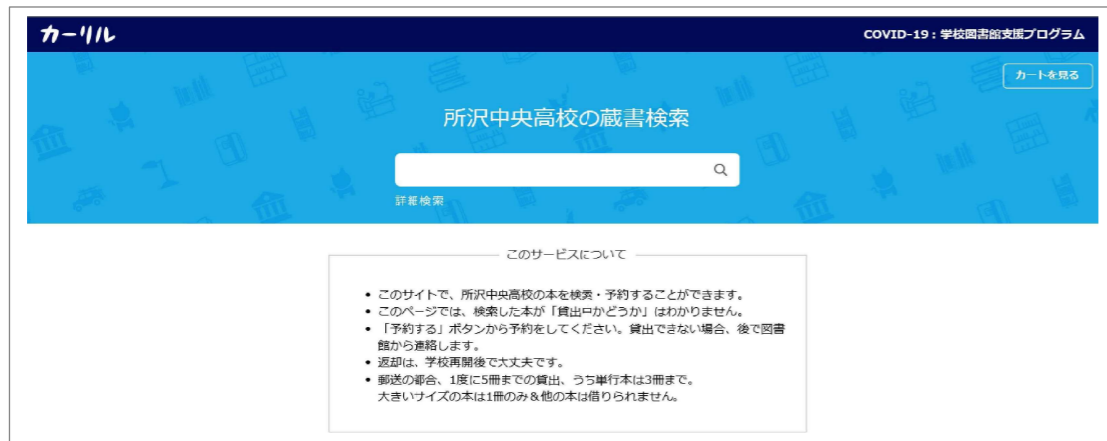 カーリル
COVID-19：学校図書館支援プログラム
カートを見る
所沢中央高校の蔵書検索
詳細検索
このサービスについて
• このサイトで、所沢中央高校の本を検索・予約することができます。
• このページでは、検索した本が「貸出中かどうか」はわかりません。
• 「予約する」ボタンから予約をしてください。貸出できない場合、後で図書
館から連絡します。
• 返却は、学校再開後で大丈夫です。
• 郵送の都合、1度に5冊までの貸出、うち単行本は3冊まで。
大きいサイズの本は1冊のみ＆他の本は借りられません。